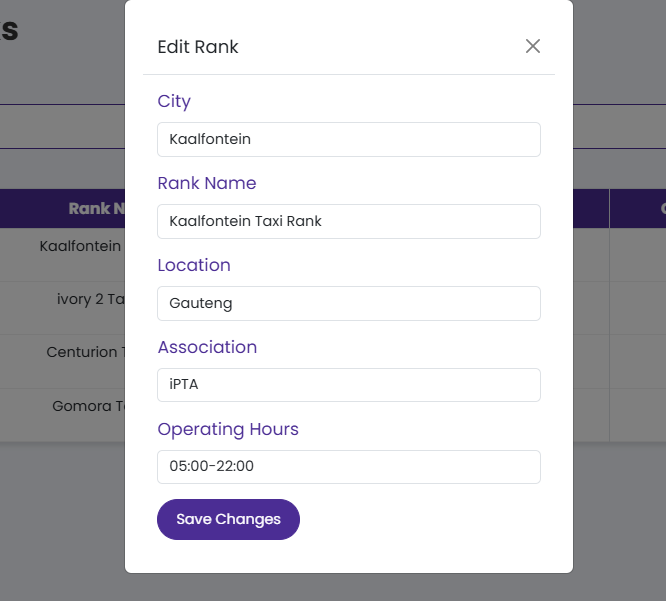 Edit Rank
City
Kaalfontein
Rank Name
Kaalfontein Taxi Rank
Location
Gauteng
Association
iPTA
Operating Hours
05:00-22:00
Save Changes
Rank N
Kaalfontein
ivory 2 Ta
Centurion
Gomora